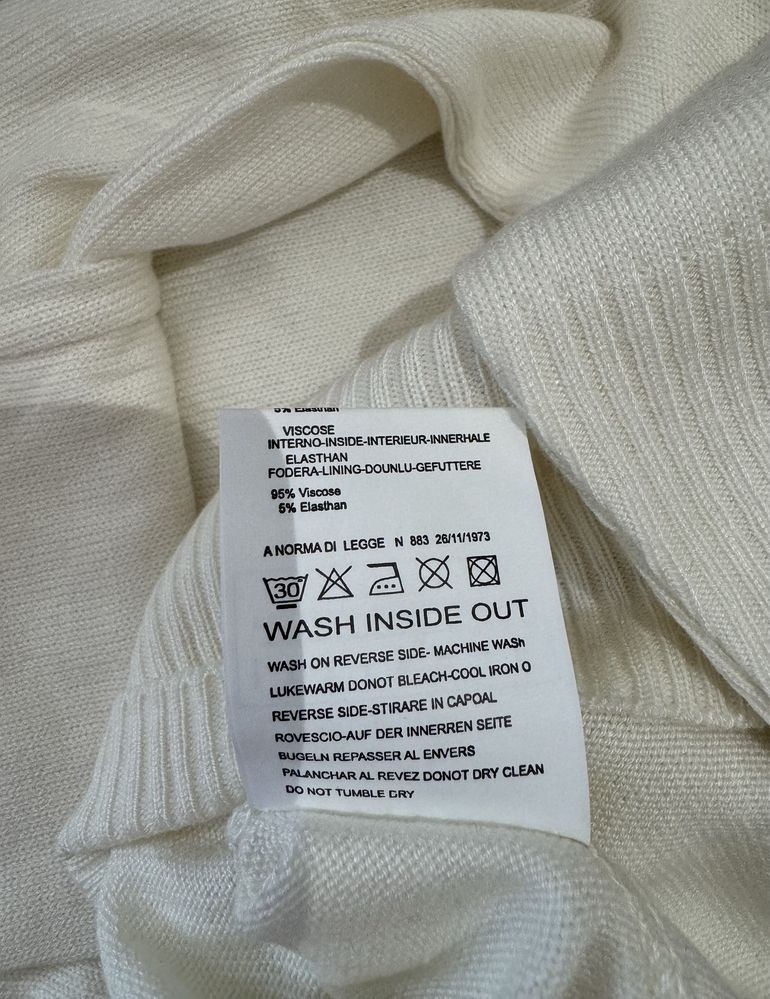 5% Elasthan
VISCOSE
INTERNO-INSIDE-INTERIEUR-INNERHALE
ELASTHAN
FODERA-LINING-DOUNLU-GEFUTTERE
95% Viscose
5% Elasthan
A NORMA DI LEGGE N 883 26/11/1973
30°
WASH INSIDE OUT
WASH ON REVERSE SIDE- MACHINE WASh
LUKEWARM DONOT BLEACH-COOL IRON O
REVERSE SIDE-STIRARE IN CAPOAL
ROVESCIO-AUF DER INNERREN SEITE
BUGELN REPASSER AL ENVERS
PALANCHAR AL REVEZ DONOT DRY CLEAN
DO NOT TUMBLE DRY